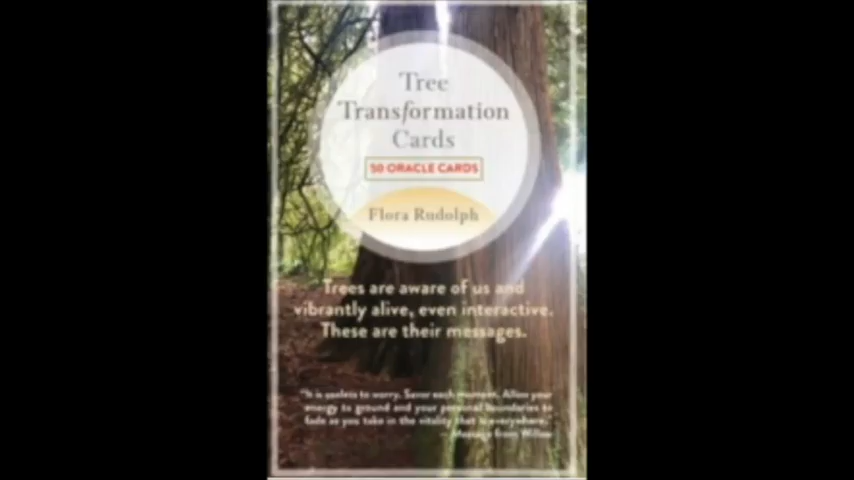 Tree
Transformation
Cards
50 ORACLE CARDS
Flora Rudolph
Trees are aware of us and
vibrantly alive, even interactive.
These are their messages.
"It is useless to worry. Savor each moment. Allow your
energy to ground and your personal boundaries to
fade as you take in the vitality that is everywhere."
– Message from Willow